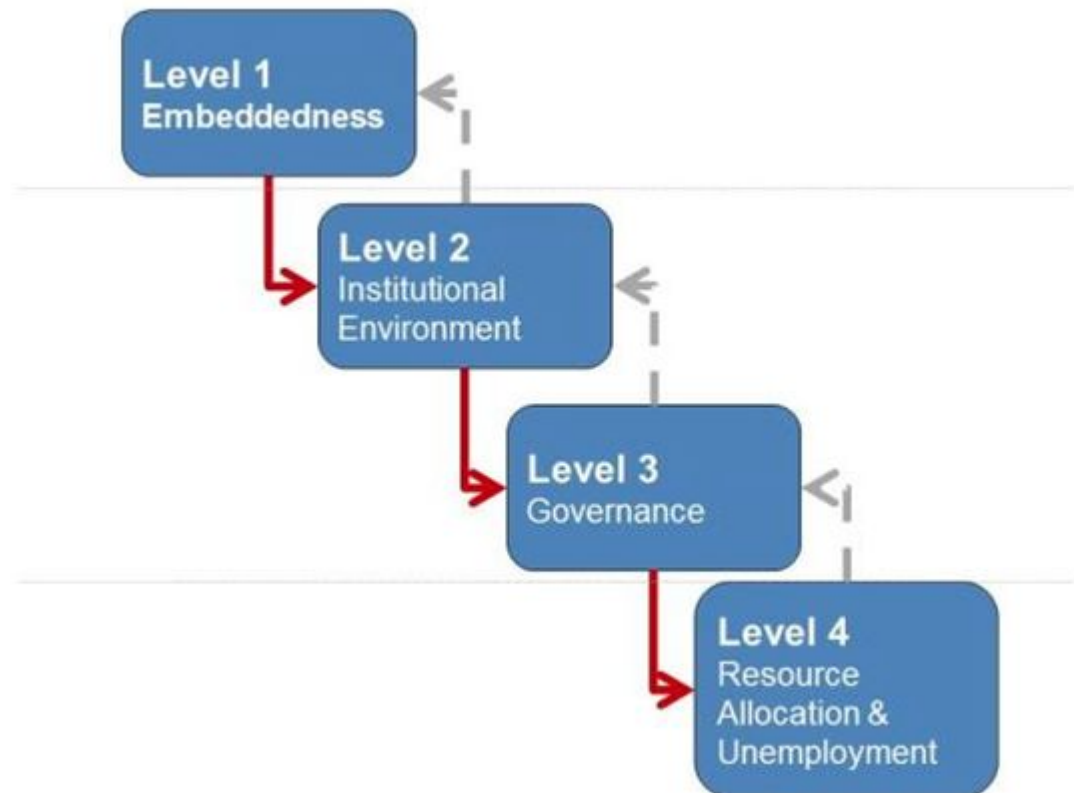 Level 1
Embeddedness
Level 2
Institutional
Environment
Level 3
Governance
Level 4
Resource
Allocation &
Unemployment